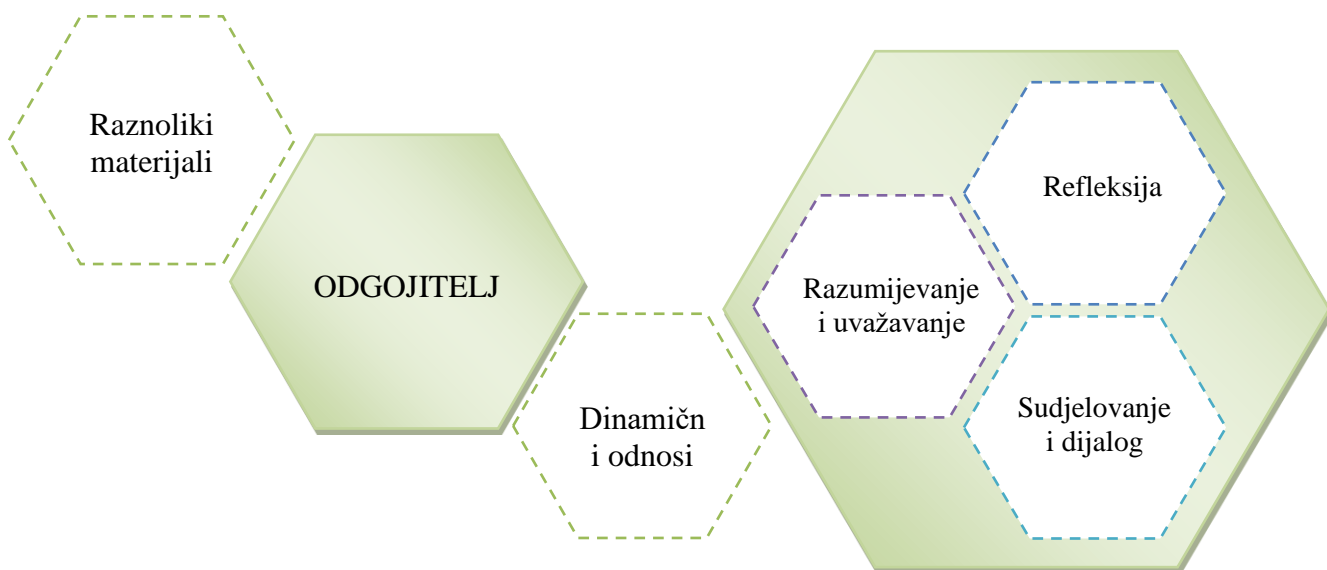 Raznoliki
materijali
ODGOJITELJ
Dinamičn
i odnosi
Razumijevanje
i uvažavanje
Refleksija
Sudjelovanje
i dijalog